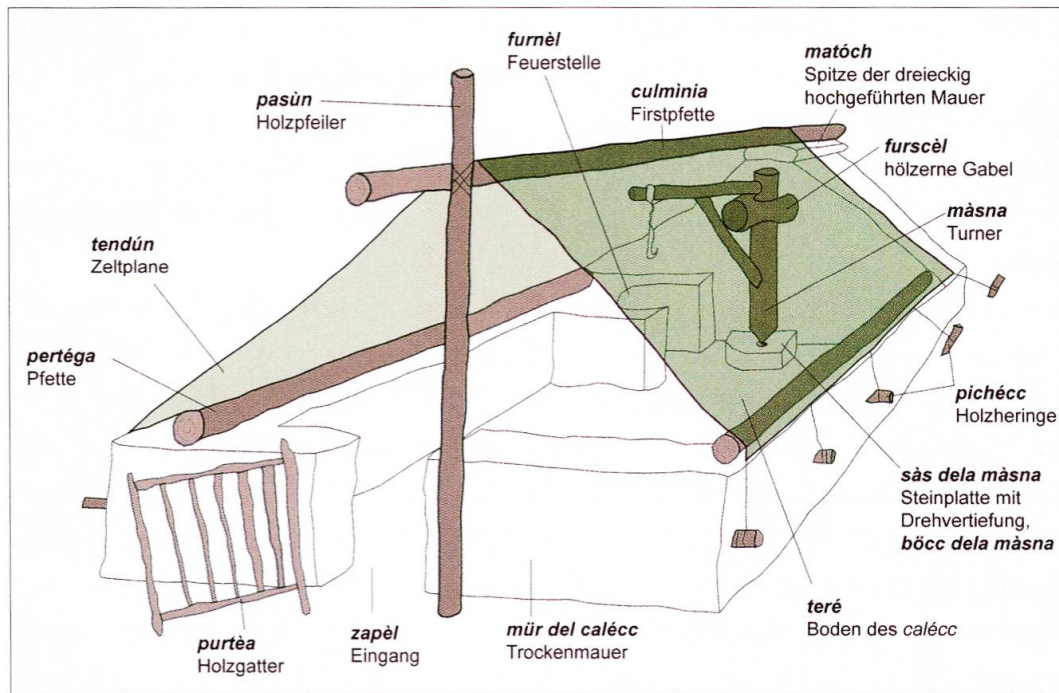 furnèl
Feuerstelle
matóch
Spitze der dreieckig
hochgeführten Mauer
pasùn
Holzpfeiler
culmìnia
Firstpfette
furscèl
hölzerne Gabel
tendún
Zeltplane
màsna
Turner
pertéga
Pfette
pichécc
Holzheringe
sàs dela màsna
Steinplatte mit
Drehvertiefung,
böcc dela màsna
teré
Boden des calécc
purtèa
Holzgatter
zapèl
Eingang
mür del calécc
Trockenmauer